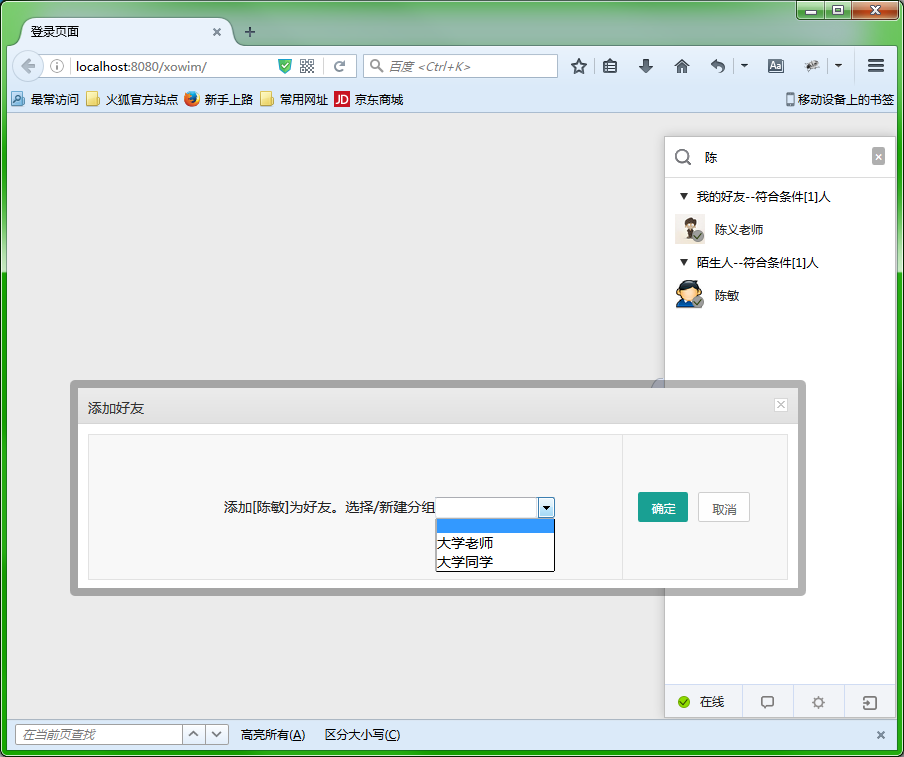 登录页面
localhost:8080/xowim/
百度 <Ctrl+K>
最常访问 火狐官方站点 新手上路 常用网址 JD 京东商城 移动设备上的书签
陈
我的好友--符合条件[1]人
陈义老师
陌生人--符合条件[1]人
陈敏
添加好友
添加[陈敏]为好友。选择/新建分组
确定 取消
大学老师
大学同学
在线
在当前页查找 高亮所有(A) 区分大小写(C)